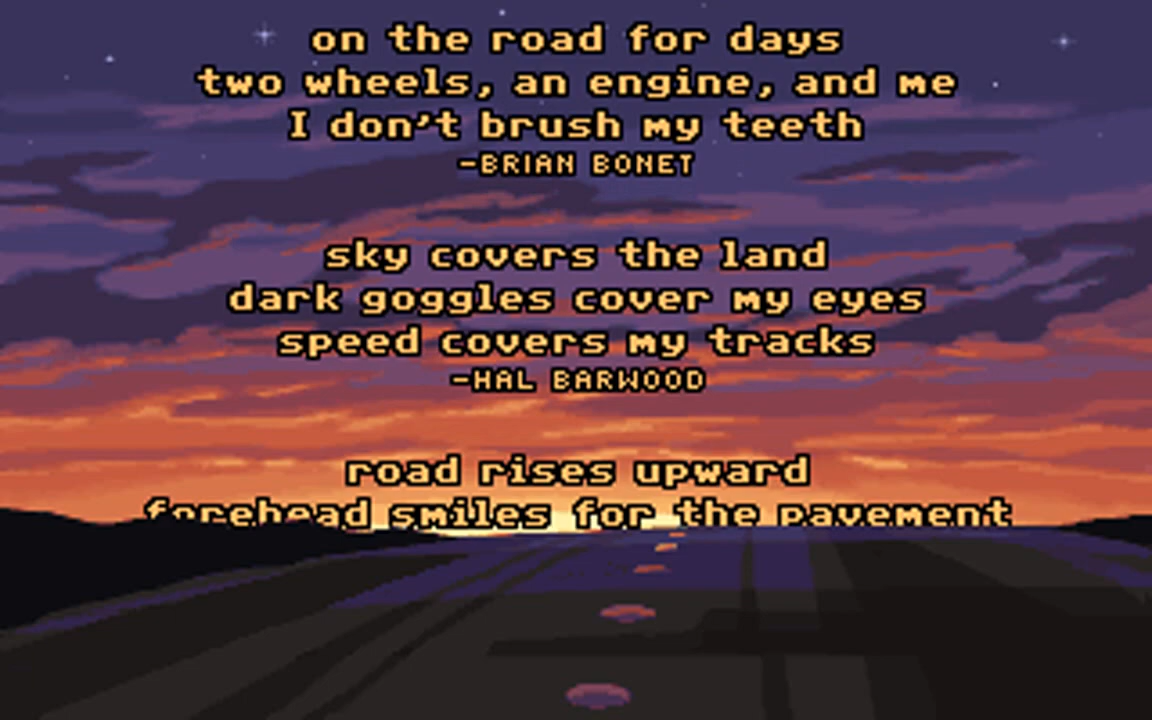 on the road for days
two wheels, an engine, and me
I don't brush my teeth
-BRIAN BONET
sky covers the land
dark goggles cover my eyes
speed covers my tracks
-HAL BARWOOD
road rises upward
forehead smiles for the pavement